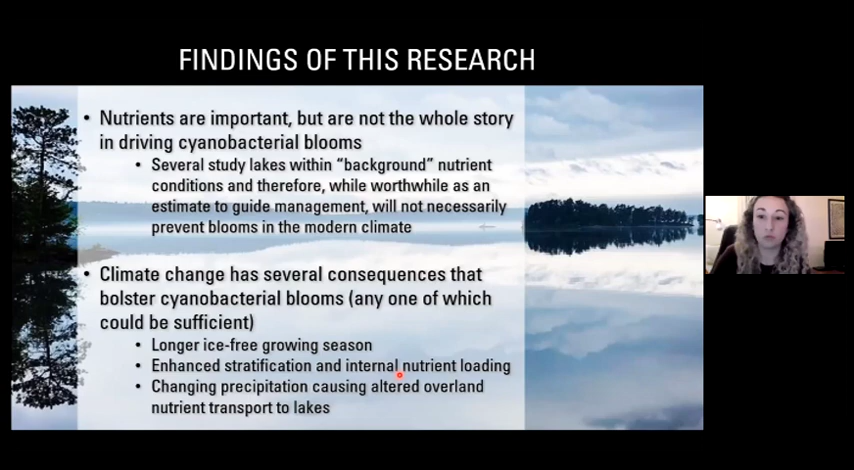 FINDINGS OF THIS RESEARCH
• Nutrients are important, but are not the whole story
in driving cyanobacterial blooms
• Several study lakes within “background” nutrient
conditions and therefore, while worthwhile as an
estimate to guide management, will not necessarily
prevent blooms in the modern climate
• Climate change has several consequences that
bolster cyanobacterial blooms (any one of which
could be sufficient)
• Longer ice-free growing season
• Enhanced stratification and internal nutrient loading
• Changing precipitation causing altered overland
nutrient transport to lakes